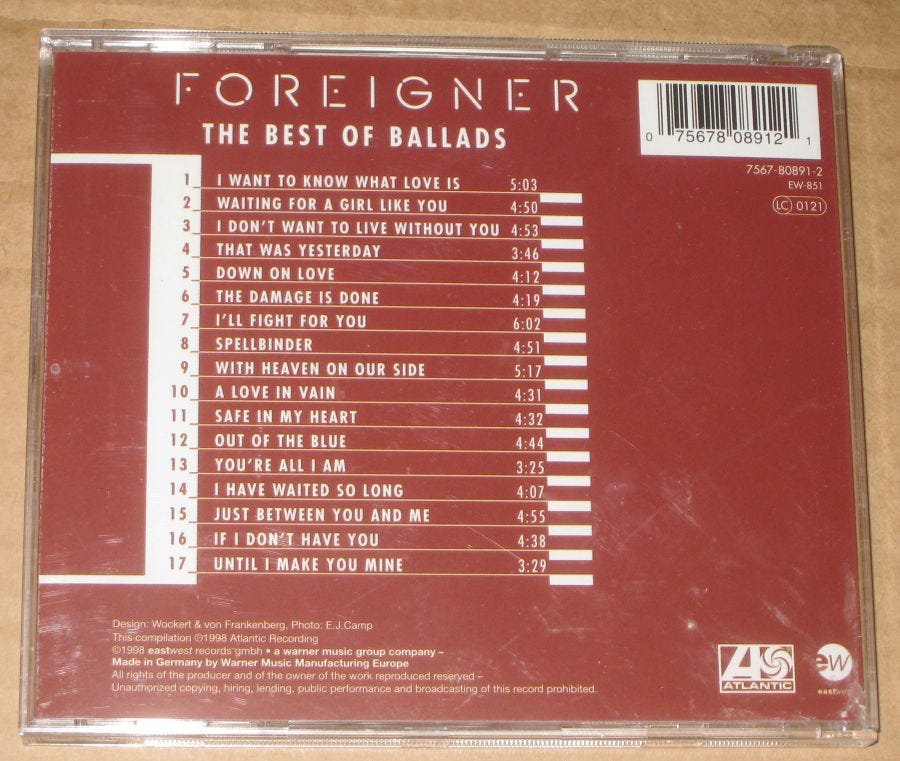 FOREIGNER
THE BEST OF BALLADS
0 75678 08912 1
7567-80891-2
EW-851
LC 0121
1 I WANT TO KNOW WHAT LOVE IS 5:03
2 WAITING FOR A GIRL LIKE YOU 4:50
3 I DON'T WANT TO LIVE WITHOUT YOU 4:53
4 THAT WAS YESTERDAY 3:46
5 DOWN ON LOVE 4:12
6 THE DAMAGE IS DONE 4:19
7 I'LL FIGHT FOR YOU 6:02
8 SPELLBINDER 4:51
9 WITH HEAVEN ON OUR SIDE 5:17
10 A LOVE IN VAIN 4:31
11 SAFE IN MY HEART 4:32
12 OUT OF THE BLUE 4:44
13 YOU'RE ALL I AM 3:25
14 I HAVE WAITED SO LONG 4:07
15 JUST BETWEEN YOU AND ME 4:55
16 IF I DON'T HAVE YOU 4:38
17 UNTIL I MAKE YOU MINE 3:29
Design: Wockert & von Frankenberg, Photo: E.J.Camp
This compilation ℗1998 Atlantic Recording
©1998 eastwest records gmbh • a warner music group company –
Made in Germany by Warner Music Manufacturing Europe
All rights of the producer and of the owner of the work reproduced reserved –
Unauthorized copying, hiring, lending, public performance and broadcasting of this record prohibited.
ATLANTIC
ew